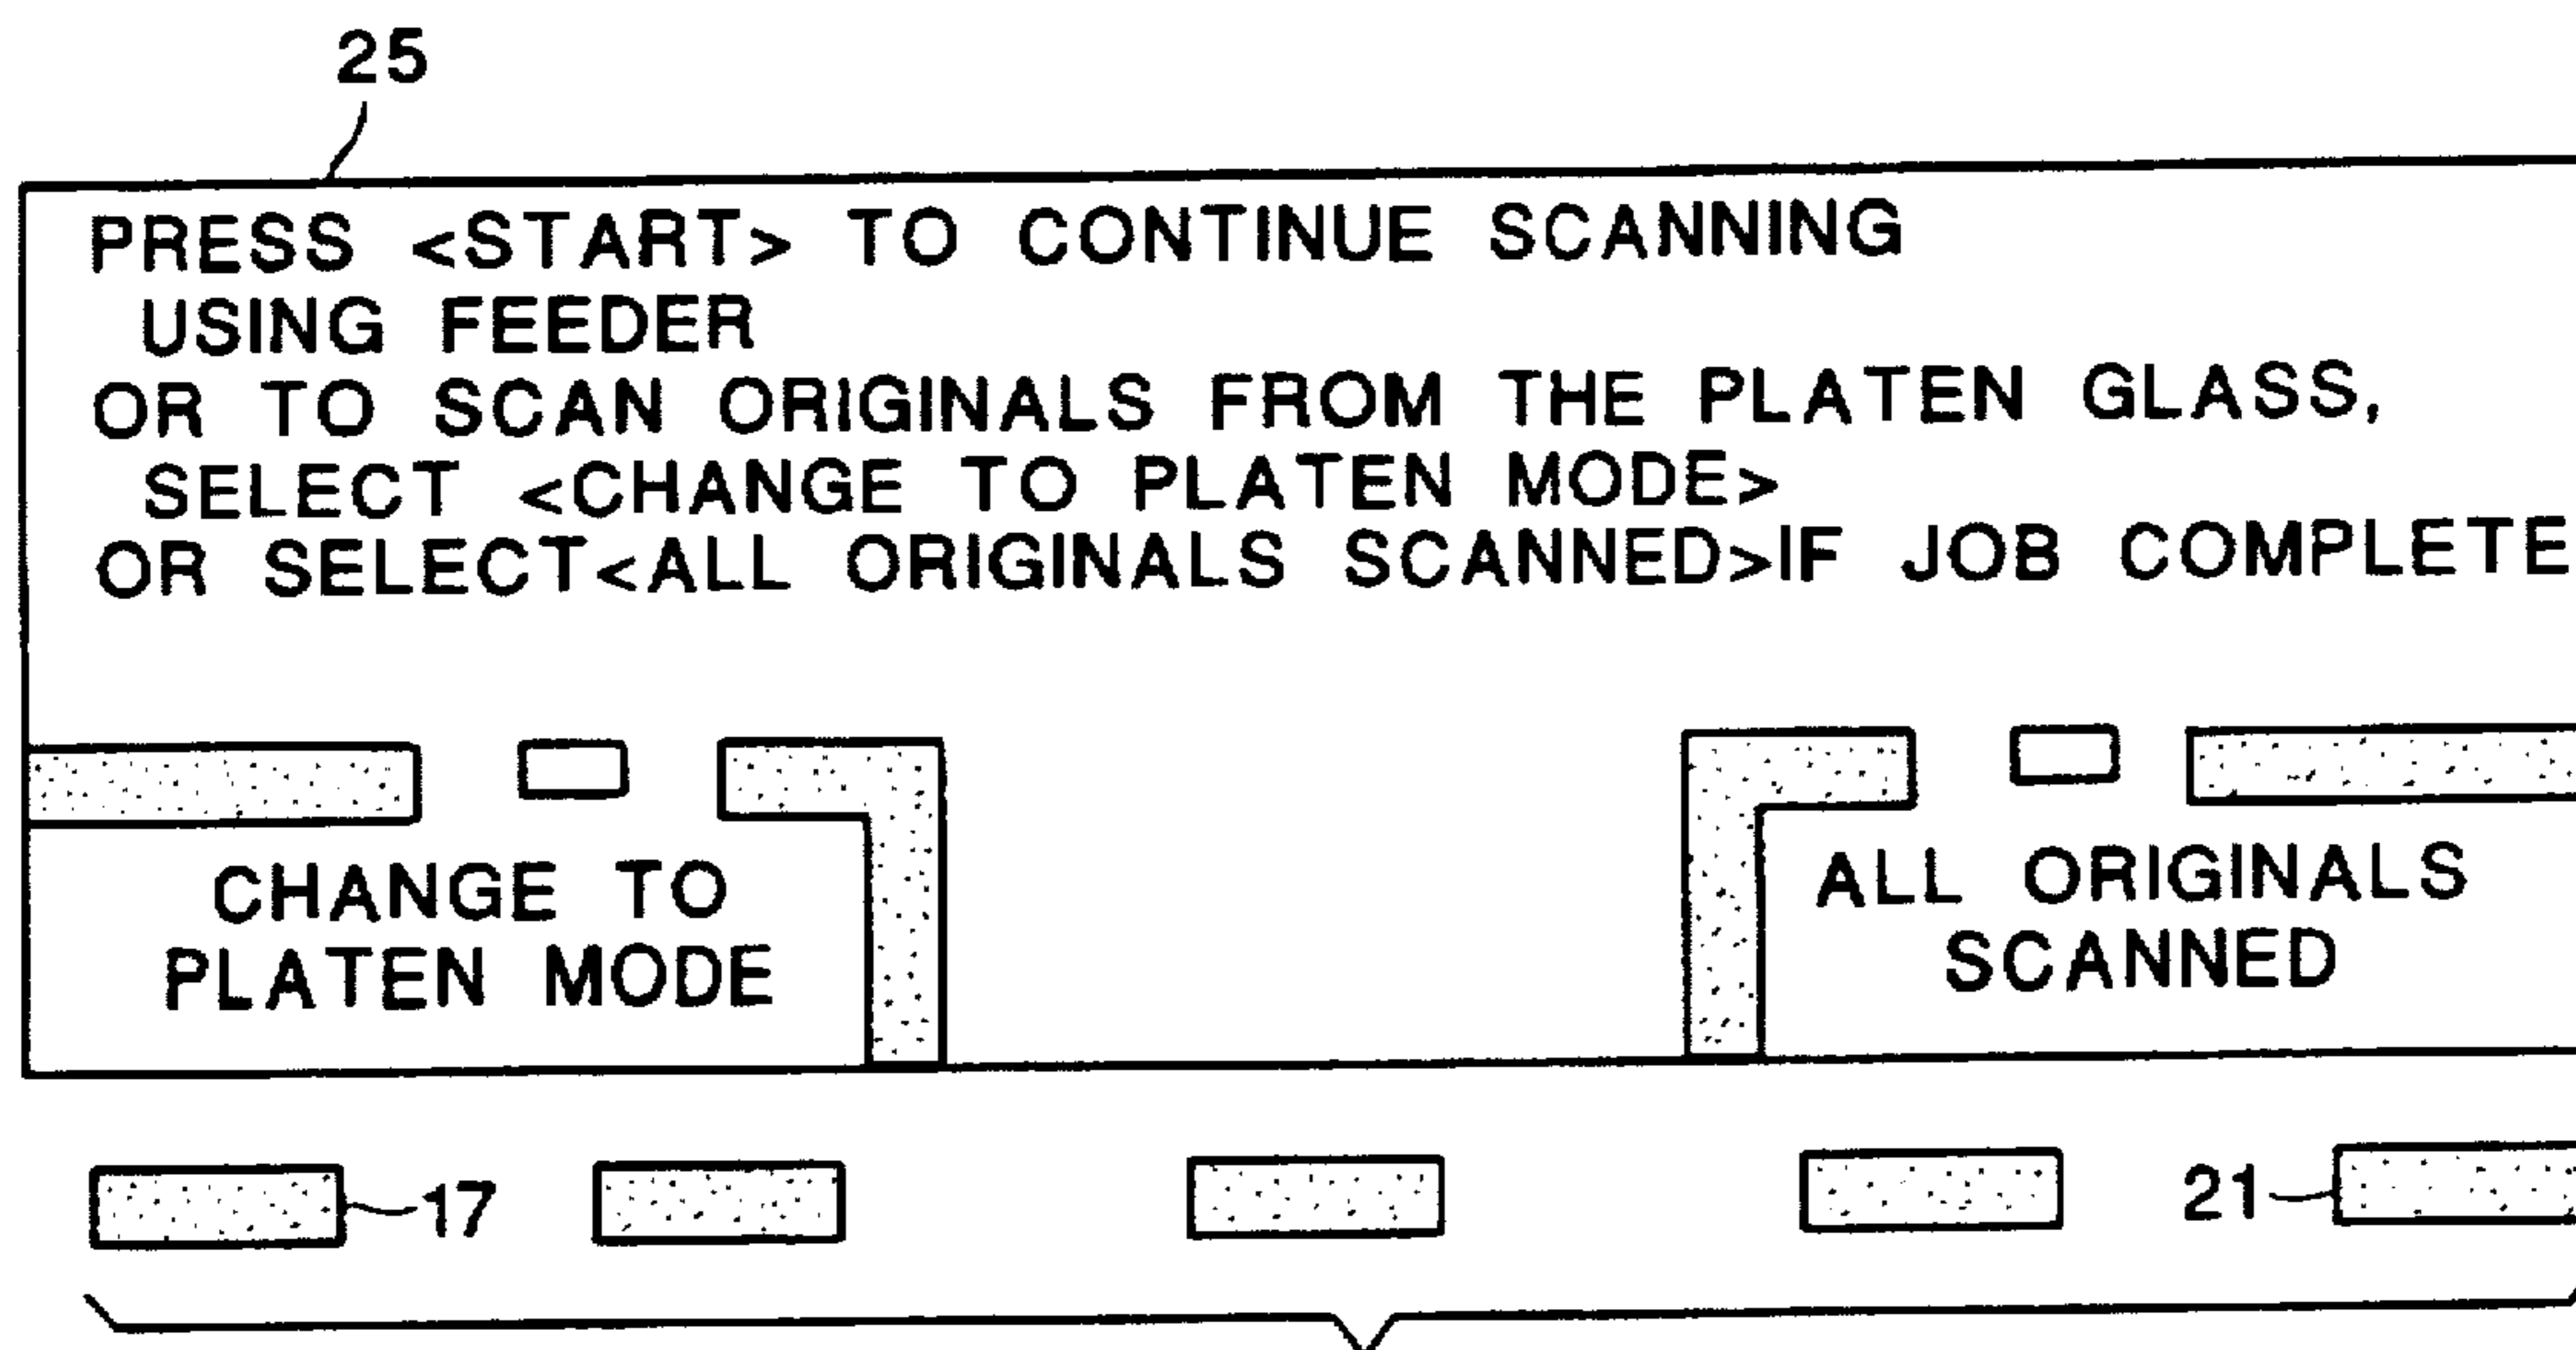 25
PRESS <START> TO CONTINUE SCANNING
USING FEEDER
OR TO SCAN ORIGINALS FROM THE PLATEN GLASS,
SELECT <CHANGE TO PLATEN MODE>
OR SELECT<ALL ORIGINALS SCANNED>IF JOB COMPLETE
CHANGE TO
PLATEN MODE
ALL ORIGINALS
SCANNED
17
21